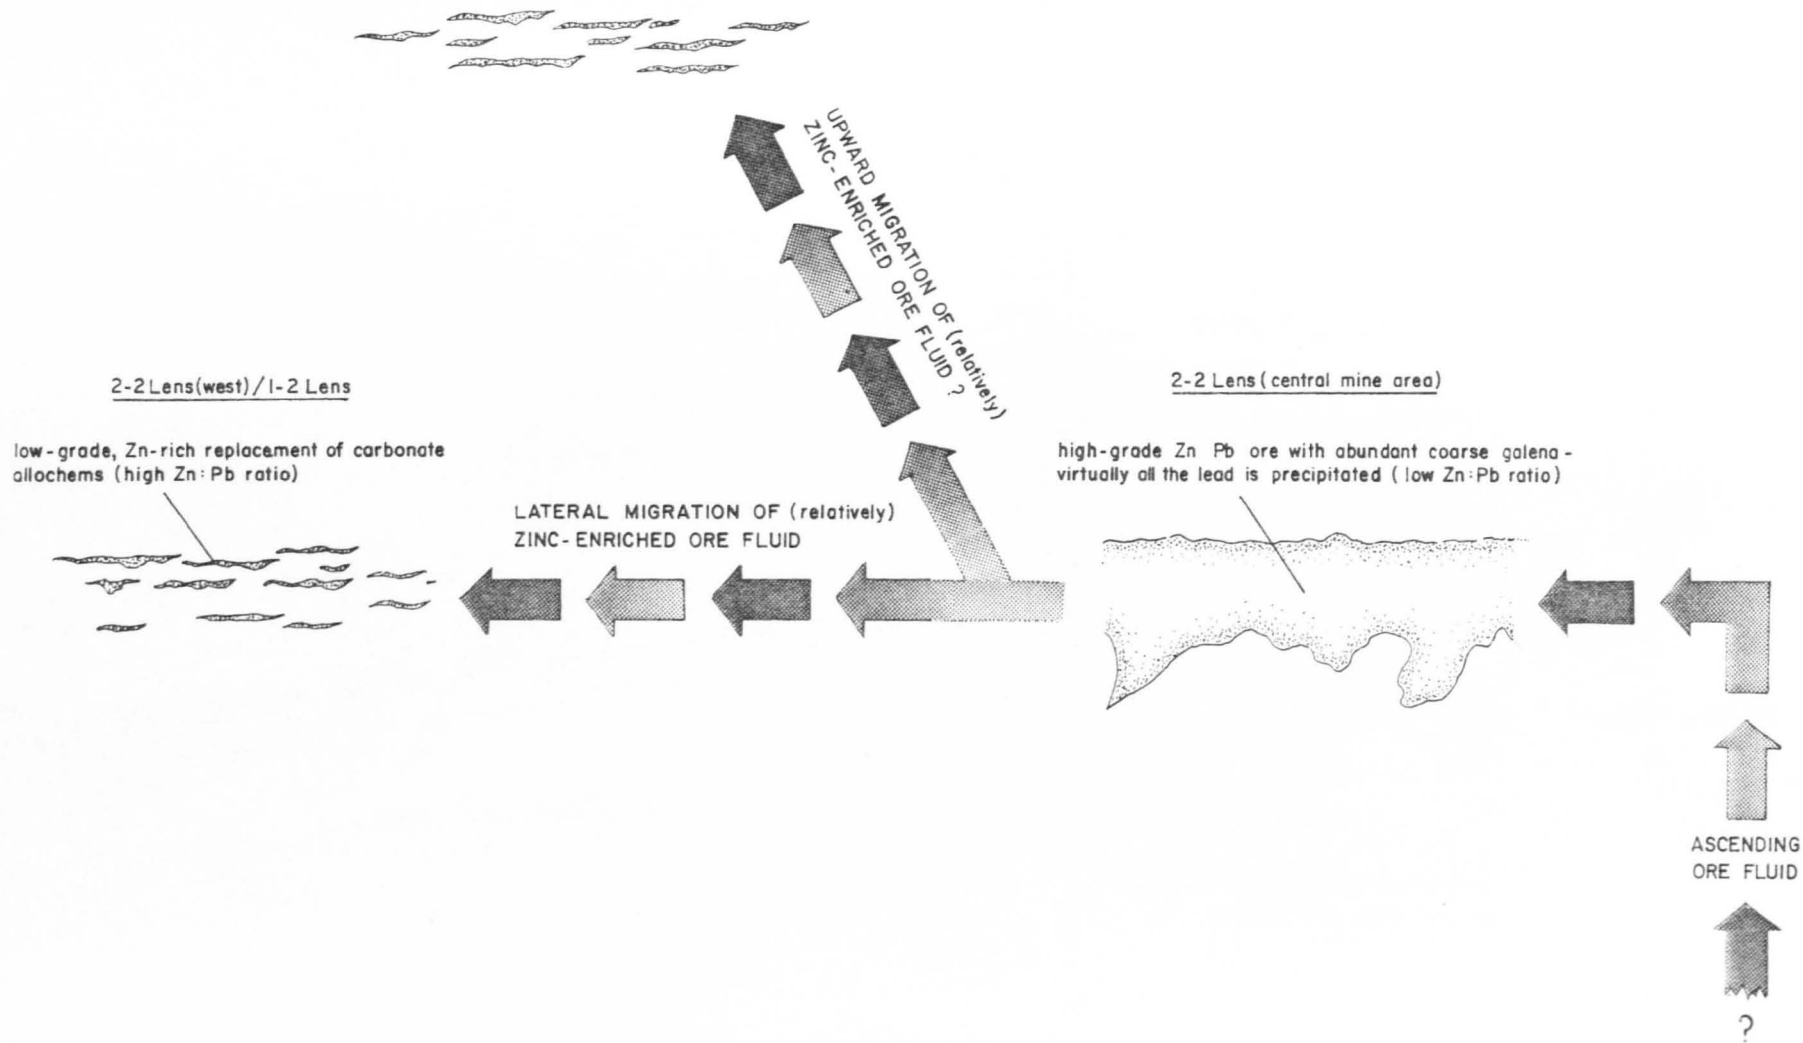 UPWARD MIGRATION OF (relatively)
ZINC-ENRICHED ORE FLUID ?
2-2 Lens(west)/1-2 Lens
low-grade, Zn-rich replacement of carbonate
allochems (high Zn:Pb ratio)
LATERAL MIGRATION OF (relatively)
ZINC-ENRICHED ORE FLUID
2-2 Lens (central mine area)
high-grade Zn Pb ore with abundant coarse galena-
virtually all the lead is precipitated (low Zn:Pb ratio)
ASCENDING
ORE FLUID
?